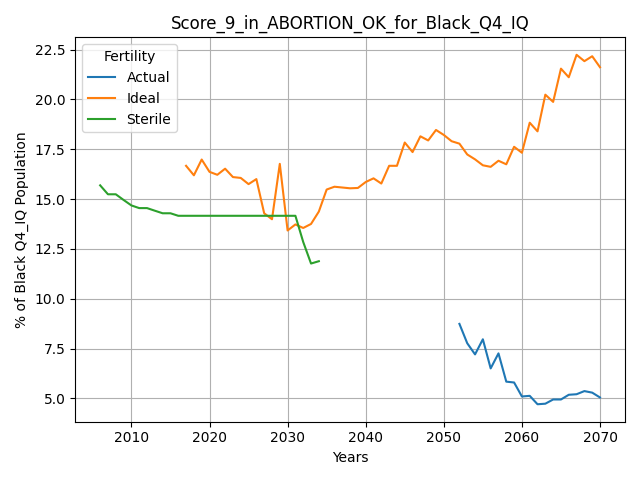 Score_9_in_ABORTION_OK_for_Black_Q4_IQ
Fertility
Actual
Ideal
Sterile
% of Black Q4_IQ Population
22.5
20.0
17.5
15.0
12.5
10.0
7.5
5.0
2010 2020 2030 2040 2050 2060 2070
Years